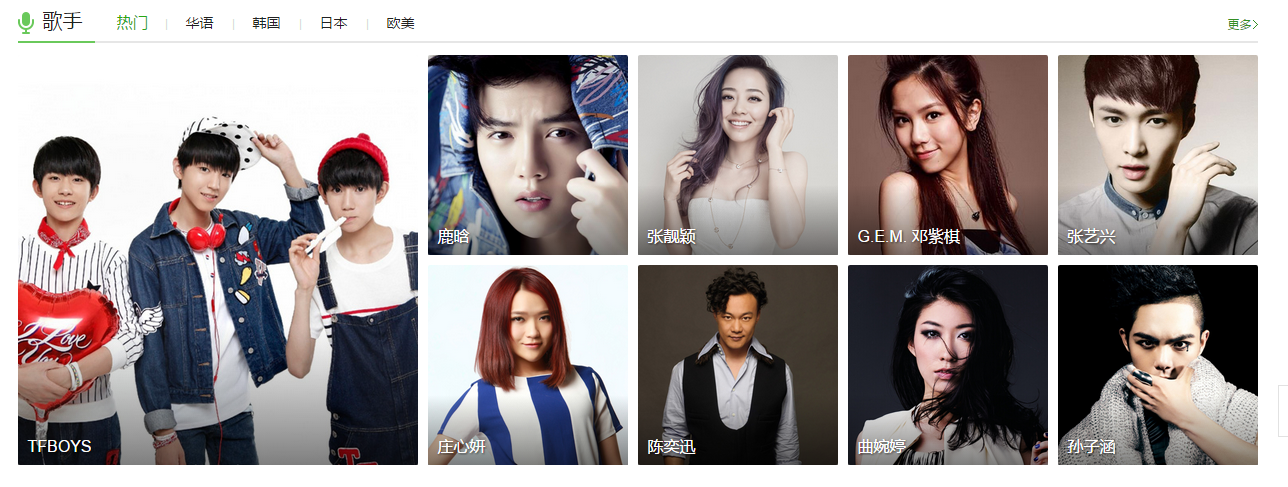 歌手 热门 华语 韩国 日本 欧美 更多>
鹿晗 张靓颖 G.E.M. 邓紫棋 张艺兴
I Love
You
TFBOYS 庄心妍 陈奕迅 曲婉婷 孙子涵